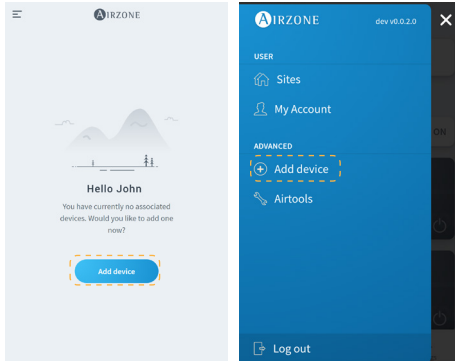 AIRZONE
Hello John
You have currently no associated
devices. Would you like to add one
now?
Add device
AIRZONE dev v0.0.2.0
USER
Sites
My Account
ADVANCED
Add device
Airtools
Log out
ON